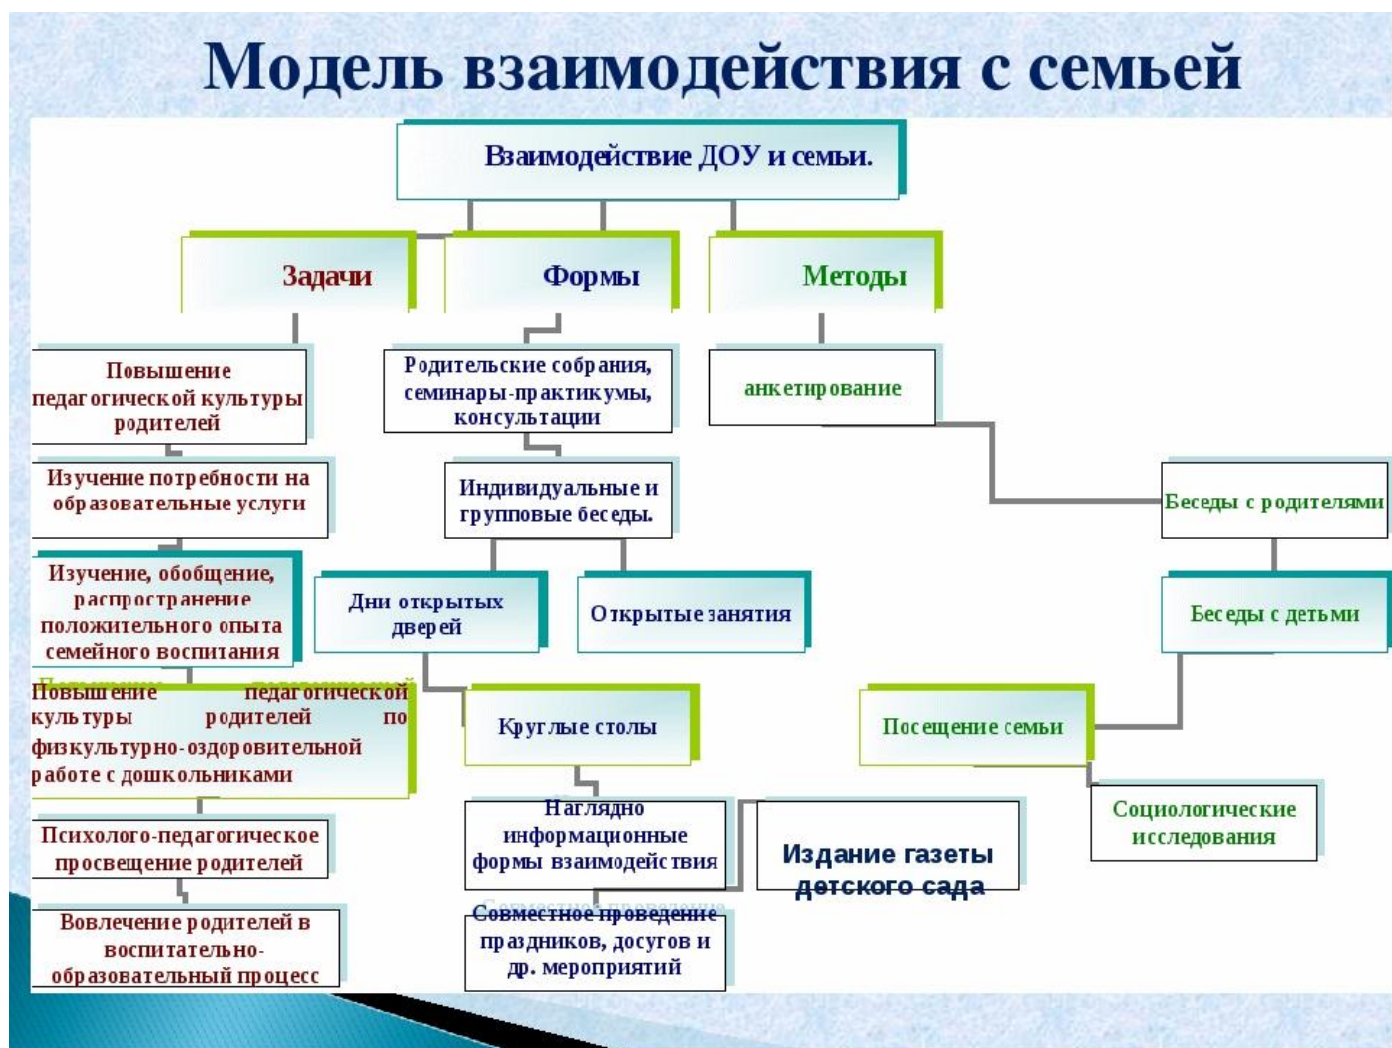 Модель взаимодействия с семьей
Взаимодействие ДОУ и семьи.
Задачи
Формы
Методы
Повышение
педагогической культуры
родителей
Изучение потребности на
образовательные услуги
Изучение, обобщение,
распространение
положительного опыта
семейного воспитания
Повышение педагогической
культуры родителей по
физкультурно-оздоровительной
работе с дошкольниками
Психолого-педагогическое
просвещение родителей
Вовлечение родителей в
воспитательно-
образовательный процесс
Родительские собрания,
семинары-практикумы,
консультации
Индивидуальные и
групповые беседы.
Дни открытых
дверей
Открытые занятия
Круглые столы
Наглядно
информационные
формы взаимодействия
Издание газеты
детского сада
Совместное проведение
праздников, досугов и
др. мероприятий
анкетирование
Беседы с родителями
Беседы с детьми
Посещение семьи
Социологические
исследования